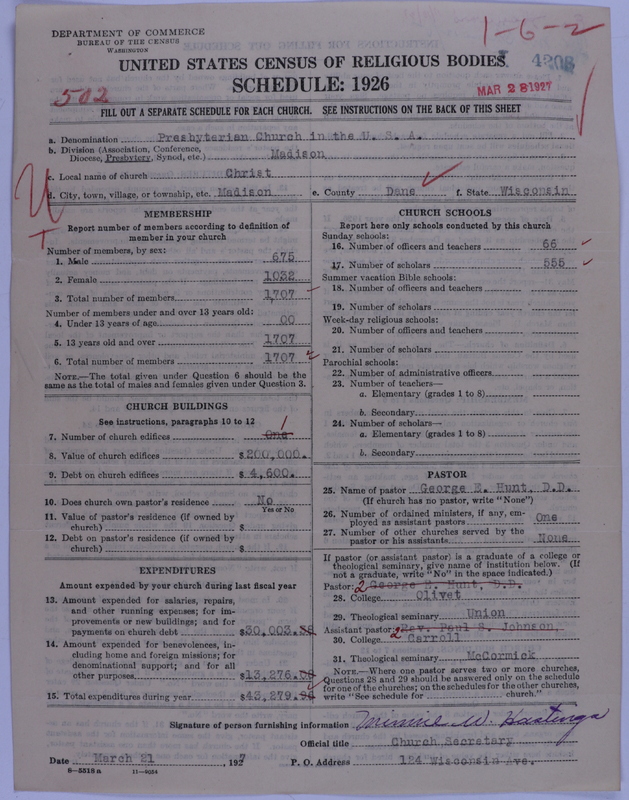 DEPARTMENT OF COMMERCE
BUREAU OF THE CENSUS
WASHINGTON
1-6-2
UNITED STATES CENSUS OF RELIGIOUS BODIES
4208
SCHEDULE: 1926
502
MAR 28 1927
FILL OUT A SEPARATE SCHEDULE FOR EACH CHURCH. SEE INSTRUCTIONS ON THE BACK OF THIS SHEET
a. Denomination Presbyterian Church in the U. S. A.
b. Division (Association, Conference, Diocese, Presbytery, Synod, etc.) Madison
c. Local name of church Christ
d. City, town, village, or township, etc. Madison e. County Dane f. State Wisconsin
MEMBERSHIP
Report number of members according to definition of
member in your church
Number of members, by sex:
1. Male 675
2. Female 1032
3. Total number of members 1,707
Number of members under and over 13 years old:
4. Under 13 years of age 00
5. 13 years old and over 1707
6. Total number of members 1707
NOTE.—The total given under Question 6 should be the
same as the total of males and females given under Question 3.
CHURCH BUILDINGS
See instructions, paragraphs 10 to 12
7. Number of church edifices One 1
8. Value of church edifices $200,000.
9. Debt on church edifices $4,600.
10. Does church own pastor's residence No
Yes or No
11. Value of pastor's residence (if owned by
church) $
12. Debt on pastor's residence (if owned by
church) $
EXPENDITURES
Amount expended by your church during last fiscal year
13. Amount expended for salaries, repairs,
and other running expenses; for im-
provements or new buildings; and for
payments on church debt $30,003.
14. Amount expended for benevolences, in-
cluding home and foreign missions; for
denominational support; and for all
other purposes $13,276.
15. Total expenditures during year $43,279.
CHURCH SCHOOLS
Report here only schools conducted by this church
Sunday schools:
16. Number of officers and teachers 66
17. Number of scholars 555
Summer vacation Bible schools:
18. Number of officers and teachers
19. Number of scholars
Week-day religious schools:
20. Number of officers and teachers
21. Number of scholars
Parochial schools:
22. Number of administrative officers
23. Number of teachers—
a. Elementary (grades 1 to 8)
b. Secondary
24. Number of scholars—
a. Elementary (grades 1 to 8)
b. Secondary
PASTOR
25. Name of pastor George E. Hunt, D.D.
(If church has no pastor, write "None")
26. Number of ordained ministers, if any, em-
ployed as assistant pastors One
27. Number of other churches served by the
pastor or his assistants None
If pastor (or assistant pastor) is a graduate of a college or
theological seminary, give name of institution below. (If
not a graduate, write "No" in the space indicated.)
Pastor: 2 George E. Hunt, D.D.
28. College Olivet
29. Theological seminary Union
Assistant pastor: Rev. Paul S. Johnson,
30. College 2 Carroll
31. Theological seminary McCormick
NOTE.—Where one pastor serves two or more churches,
Questions 28 and 29 should be answered only on the schedule
for one of the churches; on the schedules for the other churches,
write "See schedule for church."
Signature of person furnishing information Minnie W. Hastings
Official title Church Secretary
Date March 21, 1927 P. O. Address 124 Wisconsin Ave.
8-5518 a 11-9054